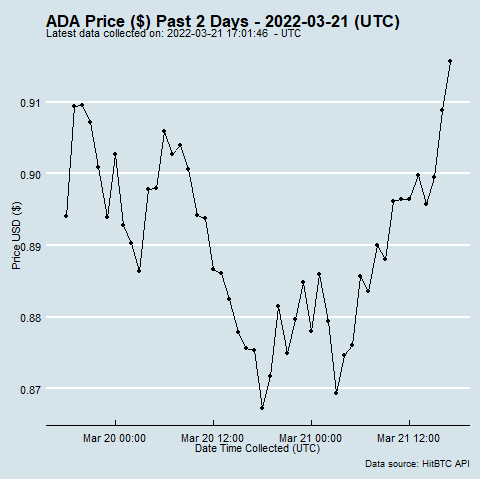 ADA Price ($) Past 2 Days - 2022-03-21 (UTC)
Latest data collected on: 2022-03-21 17:01:46 - UTC
0.91
0.90
0.89
0.88
0.87
Price USD ($)
Mar 20 00:00 Mar 20 12:00 Mar 21 00:00 Mar 21 12:00
Date Time Collected (UTC)
Data source: HitBTC API